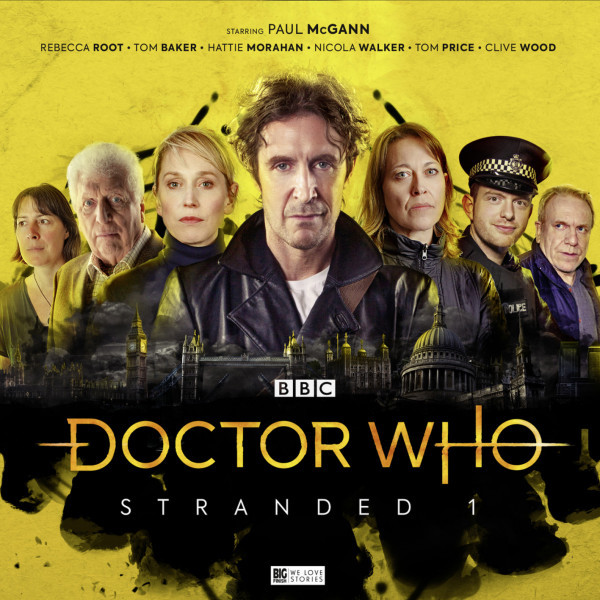 STARRING PAUL McGANN
REBECCA ROOT • TOM BAKER • HATTIE MORAHAN • NICOLA WALKER • TOM PRICE • CLIVE WOOD
POLICE
BBC
DOCTOR WHO
STRANDED 1
BIG FINISH WE LOVE STORIES